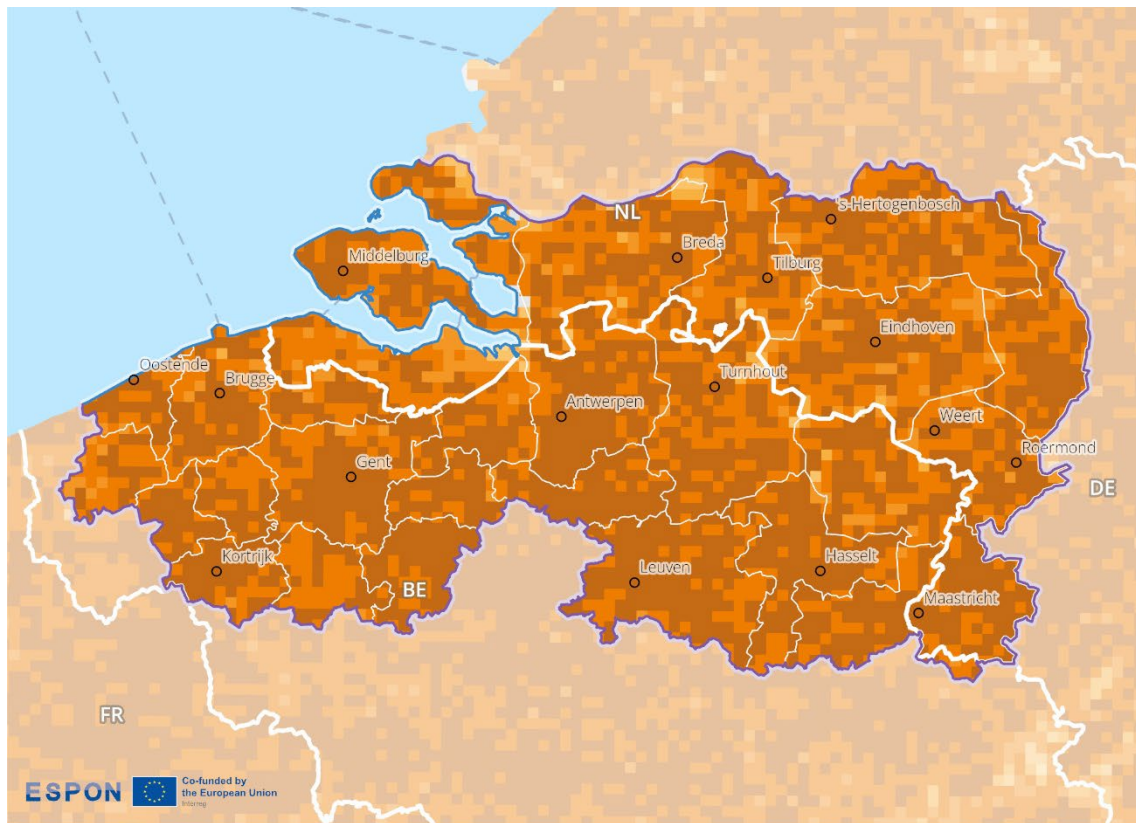 NL
's-Hertogenbosch
Breda
Middelburg
Tilburg
Eindhoven
Oostende
Brugge
Turnhout
Antwerpen
Weert
Roermond
Gent
DE
Kortrijk
Hasselt
Leuven
BE
Maastricht
FR
ESPON
Co-funded by
the European Union
Interreg